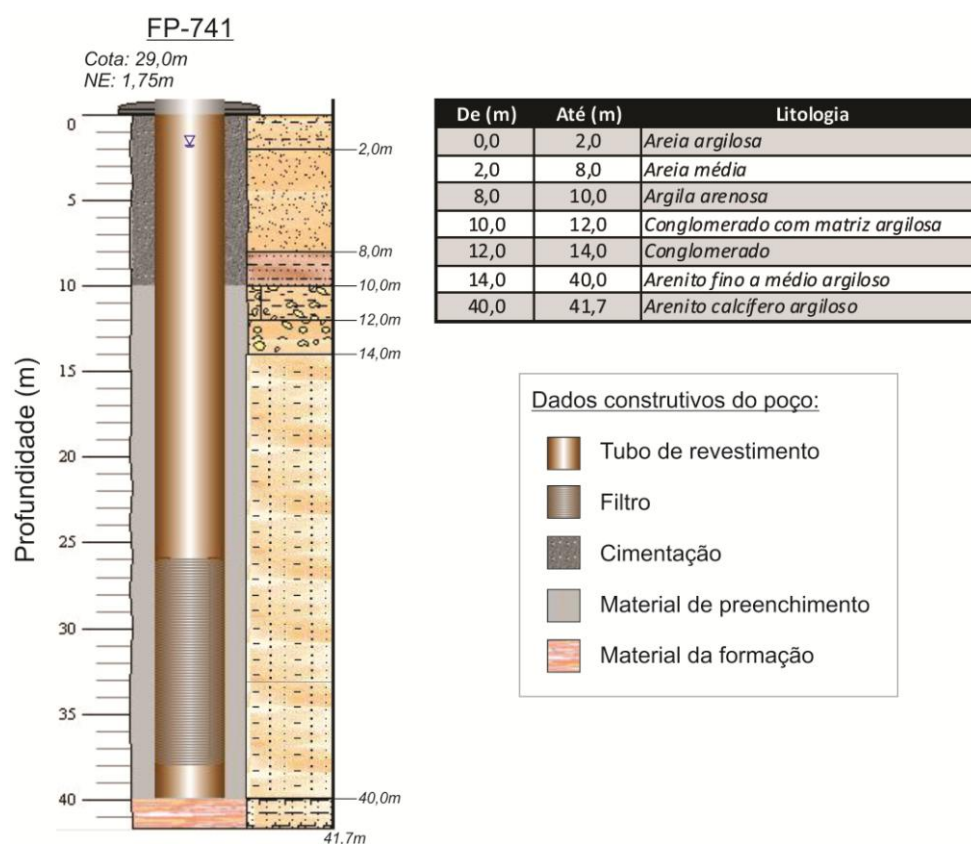 FP-741
Cota: 29,0m
NE: 1,75m
Profundidade (m)
0
5
10
15
20
25
30
35
40
2,0m
8,0m
10,0m
12,0m
14,0m
40,0m
41,7m
De (m) Até (m) Litologia
0,0 2,0 Areia argilosa
2,0 8,0 Areia média
8,0 10,0 Argila arenosa
10,0 12,0 Conglomerado com matriz argilosa
12,0 14,0 Conglomerado
14,0 40,0 Arenito fino a médio argiloso
40,0 41,7 Arenito calcífero argiloso
Dados construtivos do poço:
Tubo de revestimento
Filtro
Cimentação
Material de preenchimento
Material da formação